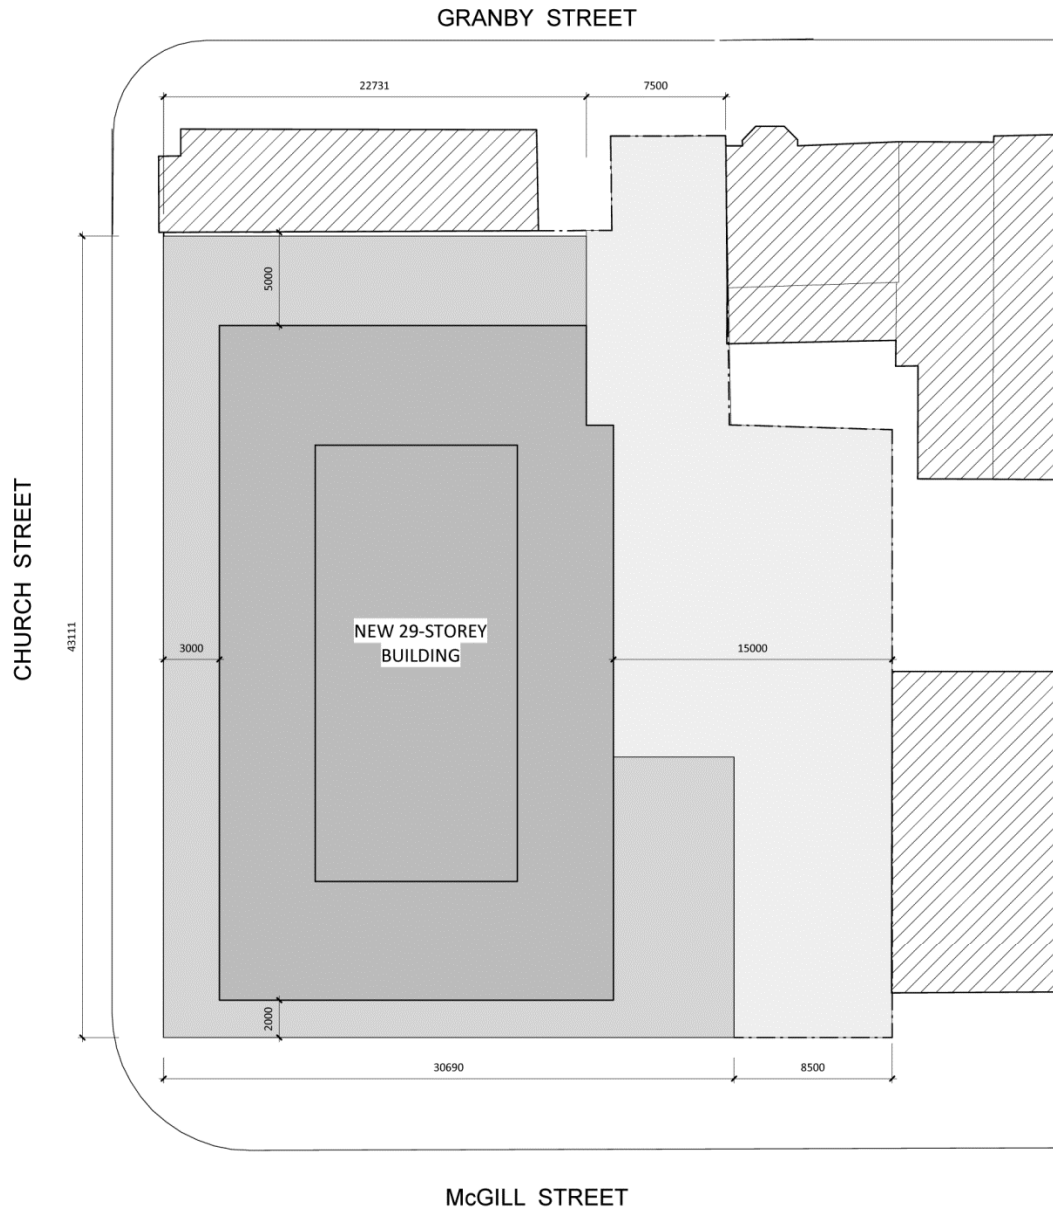 GRANBY STREET
22731
7500
5000
CHURCH STREET
43111
3000
NEW 29-STOREY
BUILDING
15000
2000
30690
8500
McGILL STREET